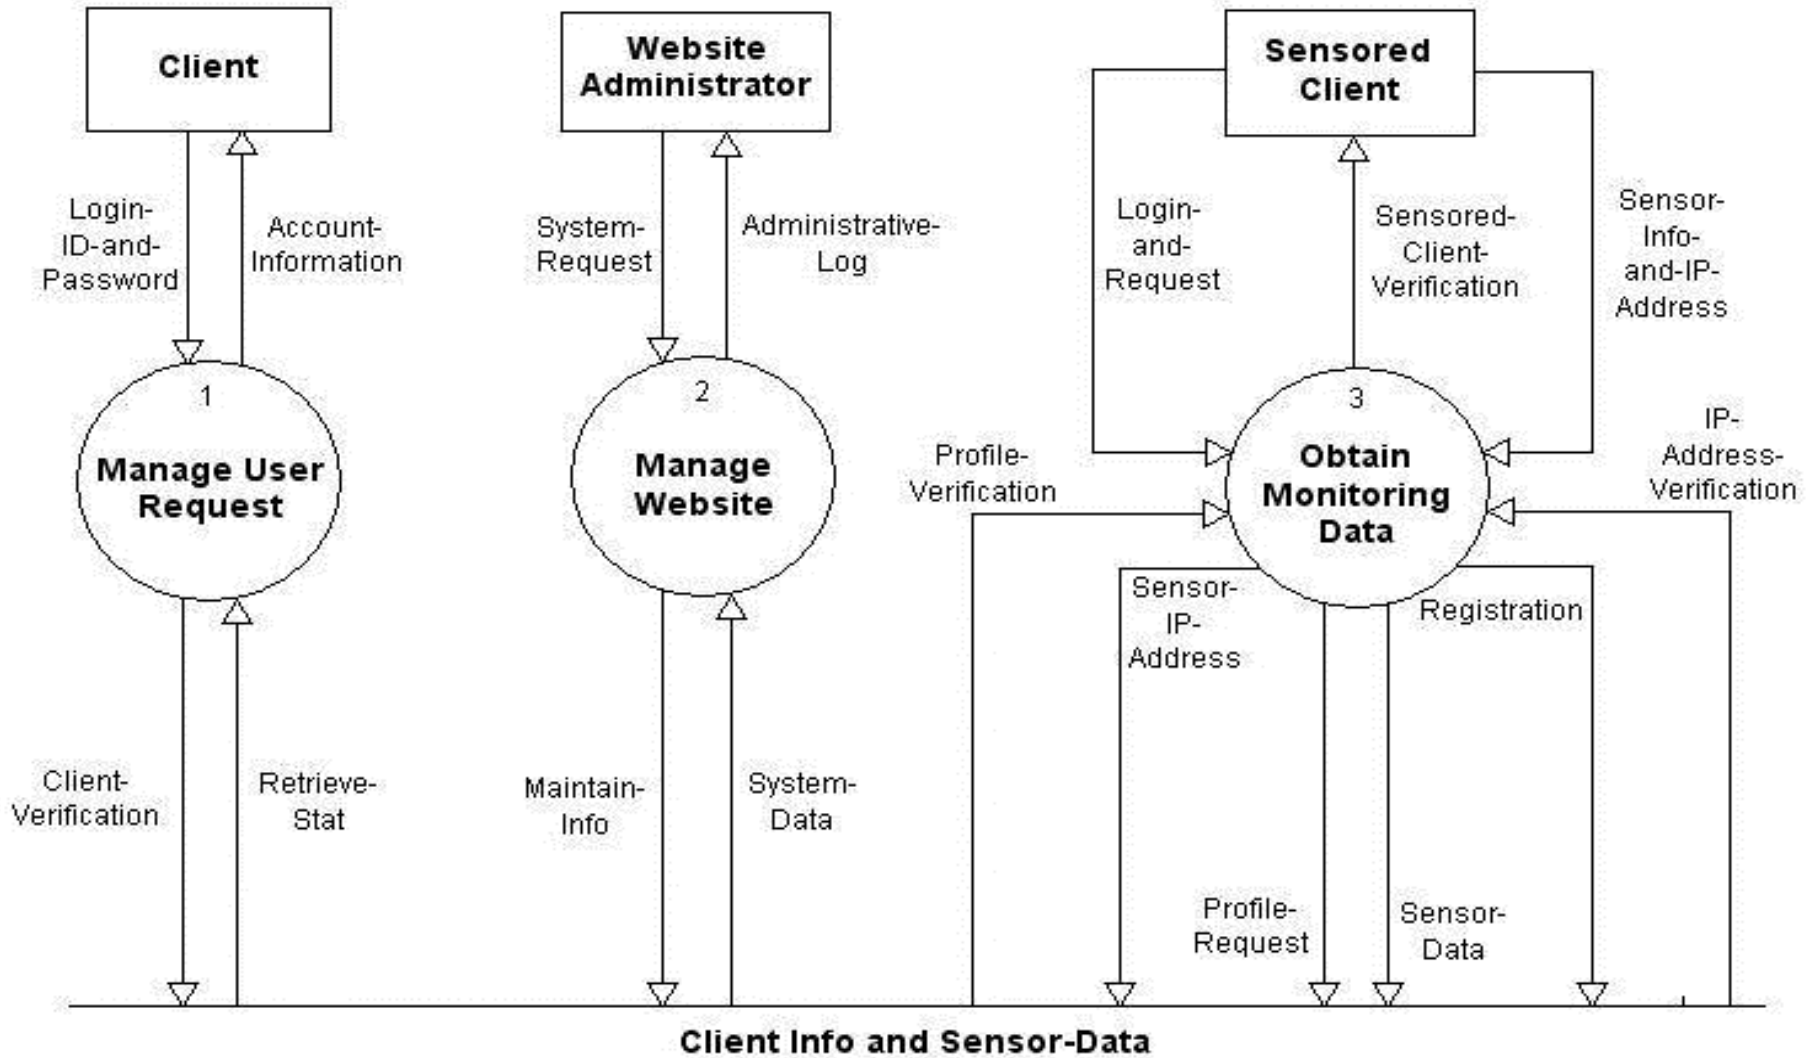 Client
Website
Administrator
Sensored
Client
Login-
ID-and-
Password
Account-
Information
System-
Request
Administrative-
Log
Login-
and-
Request
Sensored-
Client-
Verification
Sensor-
Info-
and-IP-
Address
1
Manage User
Request
2
Manage
Website
3
Obtain
Monitoring
Data
Profile-
Verification
IP-
Address-
Verification
Sensor-
IP-
Address
Registration
Client-
Verification
Retrieve-
Stat
Maintain-
Info
System-
Data
Profile-
Request
Sensor-
Data
Client Info and Sensor-Data